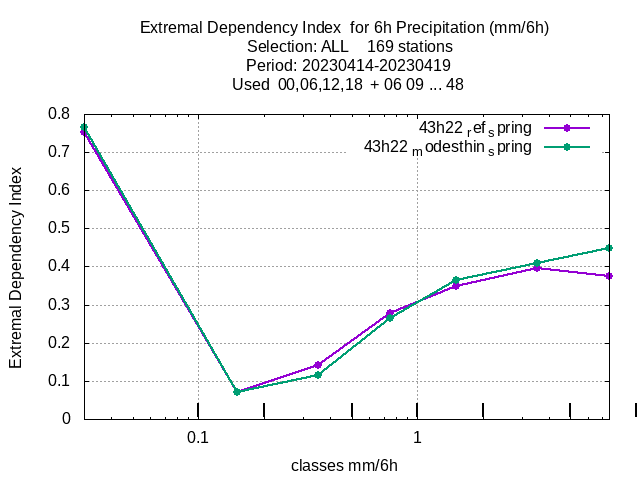 Extremal Dependency Index  for 6h Precipitation (mm/6h)
Selection: ALL    169 stations
Period: 20230414-20230419
Used  00,06,12,18  + 06 09 ... 48
43h22 ref spring
43h22 modesthin spring
0.8
0.7
0.6
0.5
0.4
0.3
0.2
0.1
0
Extremal Dependency Index
0.1
1
classes mm/6h